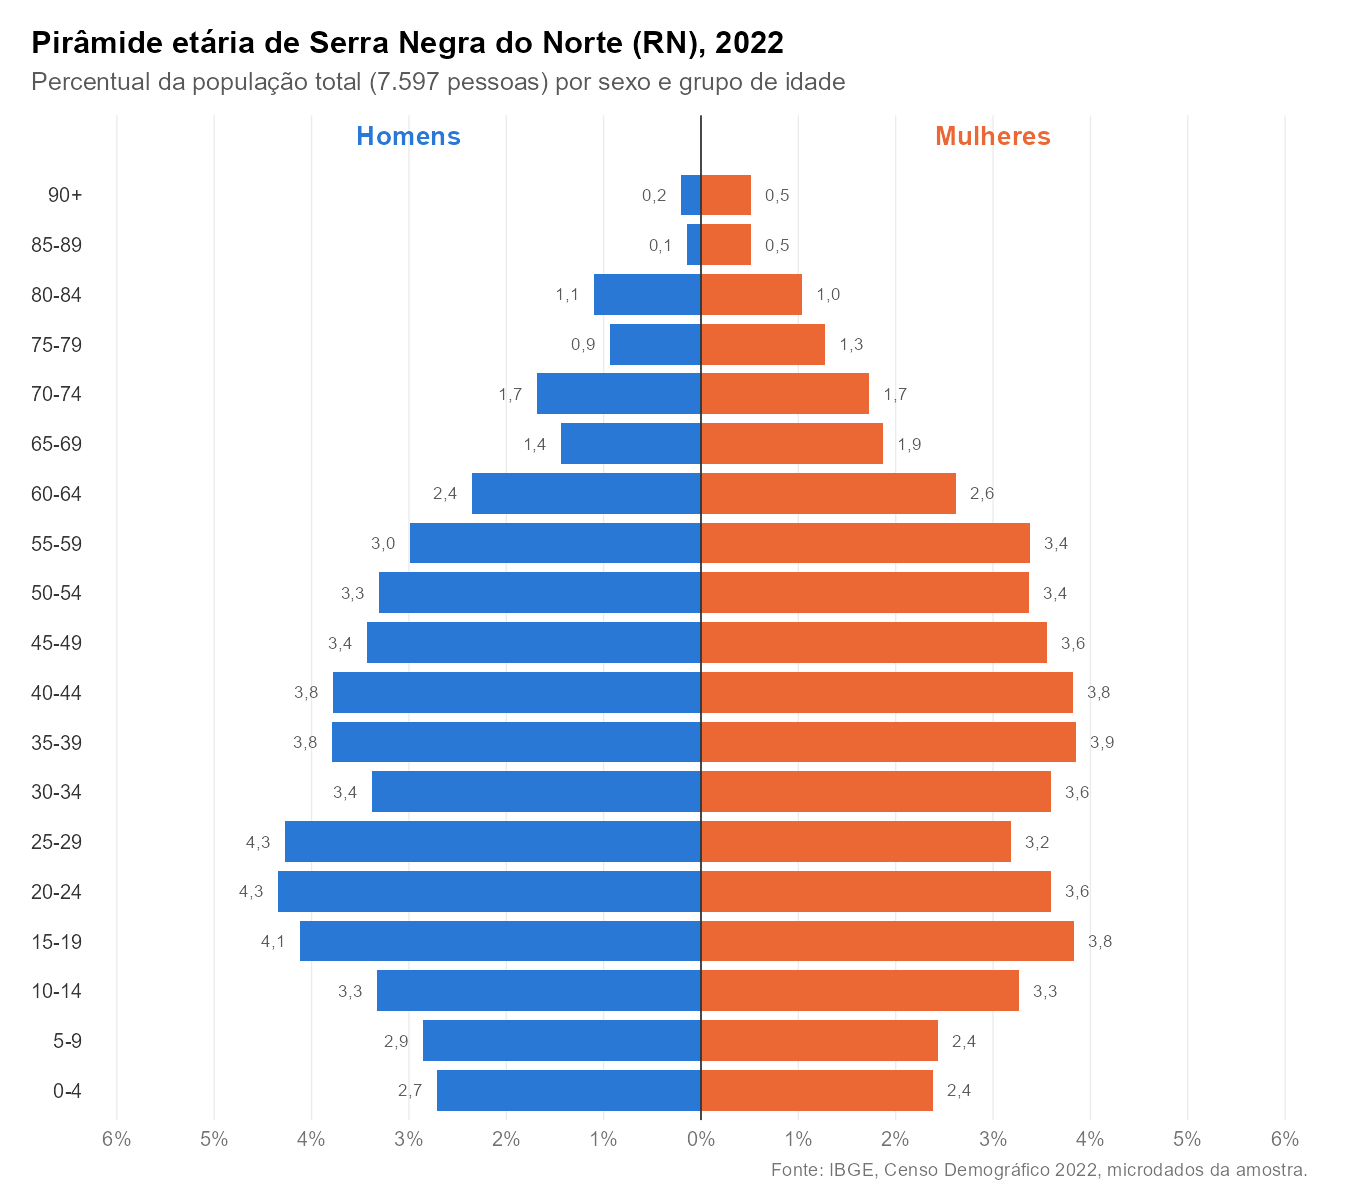 Pirâmide etária de Serra Negra do Norte (RN), 2022
Percentual da população total (7.597 pessoas) por sexo e grupo de idade
Homens Mulheres
90+ 0,2 0,5
85-89 0,1 0,5
80-84 1,1 1,0
75-79 0,9 1,3
70-74 1,7 1,7
65-69 1,4 1,9
60-64 2,4 2,6
55-59 3,0 3,4
50-54 3,3 3,4
45-49 3,4 3,6
40-44 3,8 3,8
35-39 3,8 3,9
30-34 3,4 3,6
25-29 4,3 3,2
20-24 4,3 3,6
15-19 4,1 3,8
10-14 3,3 3,3
5-9 2,9 2,4
0-4 2,7 2,4
6% 5% 4% 3% 2% 1% 0% 1% 2% 3% 4% 5% 6%
Fonte: IBGE, Censo Demográfico 2022, microdados da amostra.